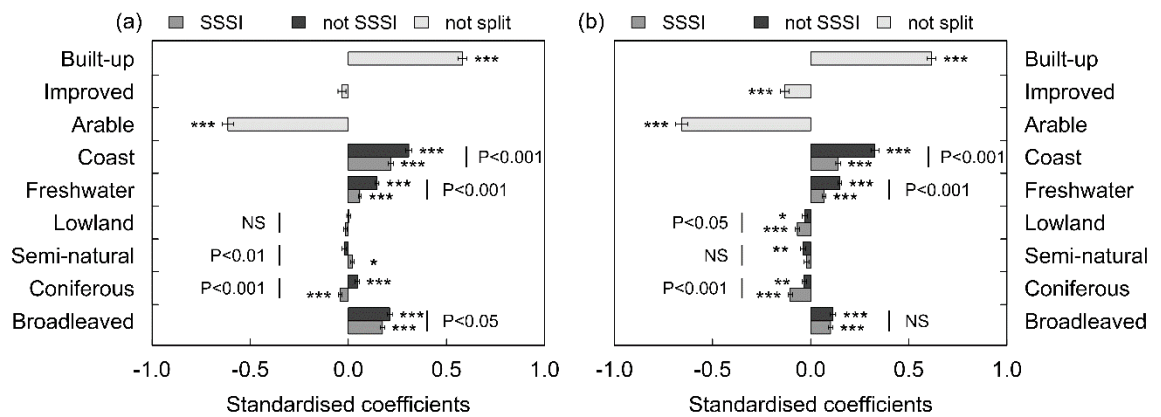 (a) SSSI not SSSI not split
(b) SSSI not SSSI not split
Built-up *** *** Built-up
Improved *** Improved
Arable *** *** Arable
Coast *** *** P<0.001 *** *** P<0.001 Coast
Freshwater *** *** P<0.001 *** *** P<0.001 Freshwater
Lowland NS P<0.05 * *** Lowland
Semi-natural P<0.01 * NS ** Semi-natural
Coniferous P<0.001 *** *** P<0.001 ** *** Coniferous
Broadleaved *** *** P<0.05 *** *** NS Broadleaved
-1.0 -0.5 0.0 0.5 1.0 -1.0 -0.5 0.0 0.5 1.0
Standardised coefficients Standardised coefficients